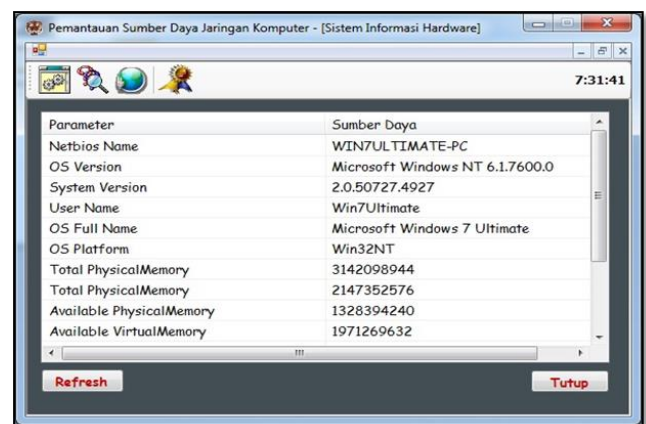 Pemantauan Sumber Daya Jaringan Komputer - [Sistem Informasi Hardware]
7:31:41
Parameter Sumber Daya
Netbios Name WIN7ULTIMATE-PC
OS Version Microsoft Windows NT 6.1.7600.0
System Version 2.0.50727.4927
User Name Win7Ultimate
OS Full Name Microsoft Windows 7 Ultimate
OS Platform Win32NT
Total PhysicalMemory 3142098944
Total PhysicalMemory 2147352576
Available PhysicalMemory 1328394240
Available VirtualMemory 1971269632
Refresh Tutup